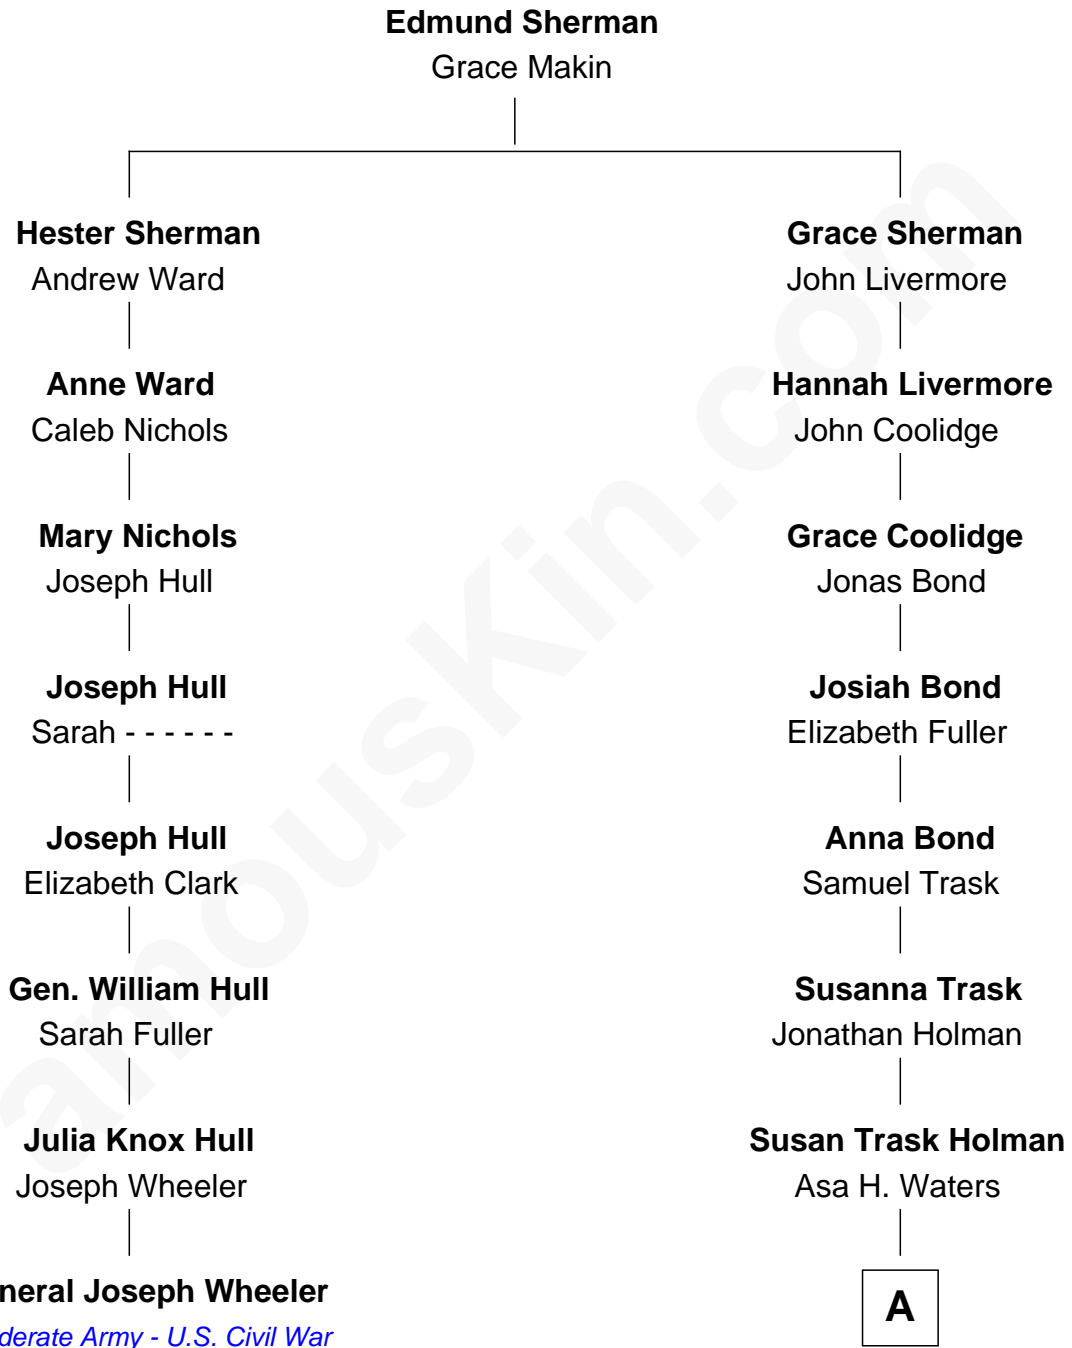 Edmund Sherman
Grace Makin
Hester Sherman
Andrew Ward
Grace Sherman
John Livermore
Anne Ward
Caleb Nichols
Hannah Livermore
John Coolidge
Mary Nichols
Joseph Hull
Grace Coolidge
Jonas Bond
Joseph Hull
Sarah - - - - - -
Josiah Bond
Elizabeth Fuller
Joseph Hull
Elizabeth Clark
Anna Bond
Samuel Trask
Gen. William Hull
Sarah Fuller
Susanna Trask
Jonathan Holman
Julia Knox Hull
Joseph Wheeler
Susan Trask Holman
Asa H. Waters
neral Joseph Wheeler
derate Army - U.S. Civil War
A
amousKin.com